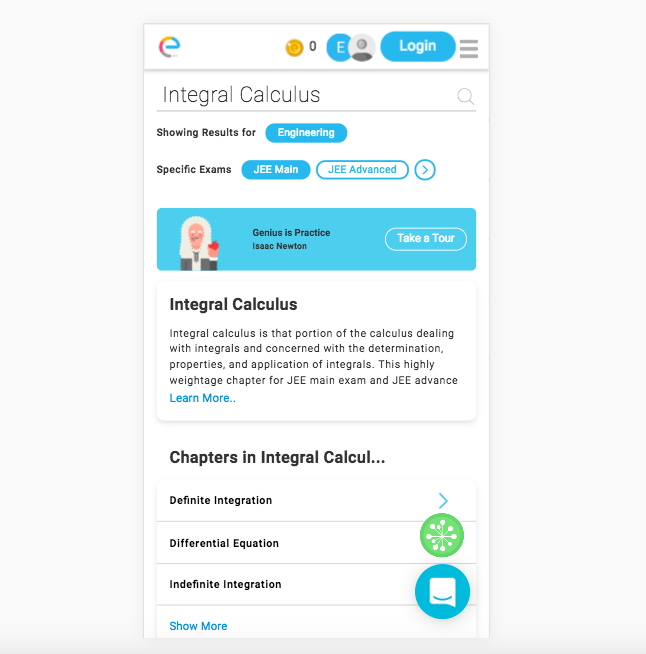 0 E Login
Integral Calculus
Showing Results for Engineering
Specific Exams JEE Main JEE Advanced
Genius is Practice
Isaac Newton
Take a Tour
Integral Calculus
Integral calculus is that portion of the calculus dealing
with integrals and concerned with the determination,
properties, and application of integrals. This highly
weightage chapter for JEE main exam and JEE advance
Learn More..
Chapters in Integral Calcul...
Definite Integration
Differential Equation
Indefinite Integration
Show More